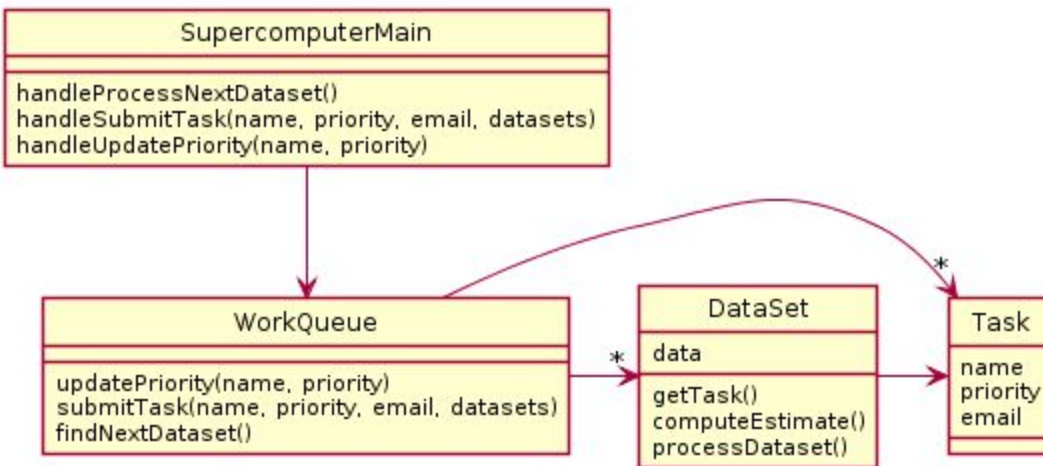 SupercomputerMain
handleProcessNextDataset()
handleSubmitTask(name, priority, email, datasets)
handleUpdatePriority(name, priority)
*
WorkQueue
updatePriority(name, priority)
submitTask(name, priority, email, datasets)
findNextDataset()
*
DataSet
data
getTask()
computeEstimate()
processDataset()
Task
name
priority
email